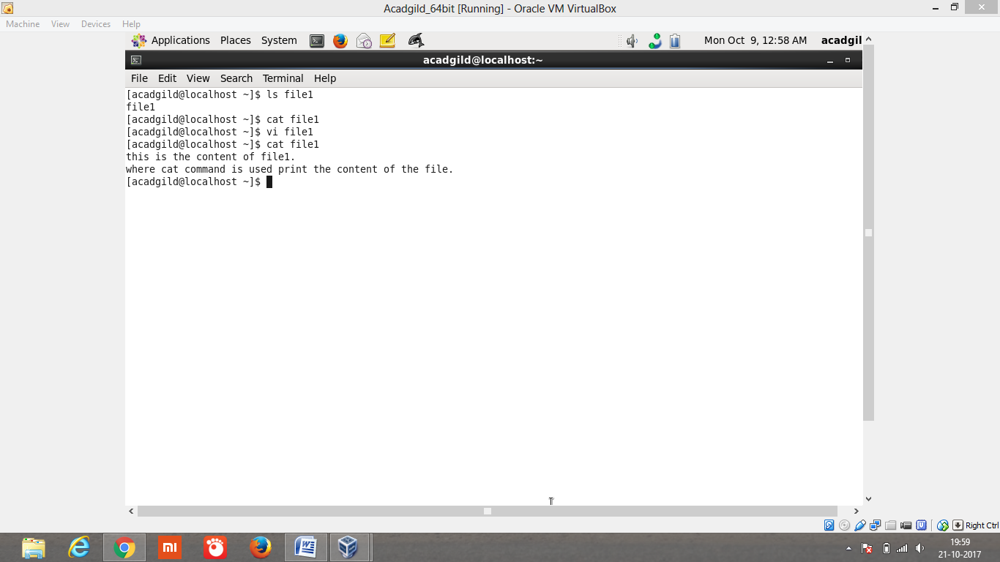 Acadgild_64bit [Running] - Oracle VM VirtualBox
Machine View Devices Help
Applications Places System Mon Oct 9, 12:58 AM acadgil
acadgild@localhost:~
File Edit View Search Terminal Help
[acadgild@localhost ~]$ ls file1
file1
[acadgild@localhost ~]$ cat file1
[acadgild@localhost ~]$ vi file1
[acadgild@localhost ~]$ cat file1
this is the content of file1.
where cat command is used print the content of the file.
[acadgild@localhost ~]$
Right Ctrl
mi
19:59
21-10-2017